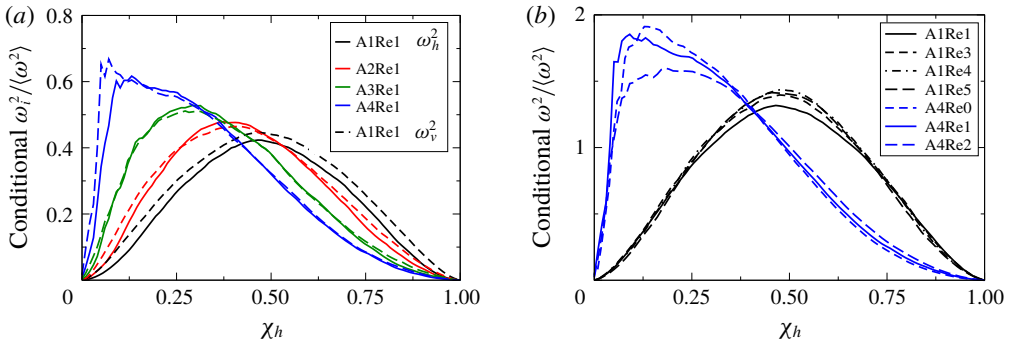 (a)
0.8
0.6
0.4
0.2
0
0.25
0.50
0.75
1.00
χ_h
Conditional ω_i^2/⟨ω^2⟩
A1Re1 ω_h^2
A2Re1
A3Re1
A4Re1
A1Re1 ω_v^2
(b)
2
1
0
0.25
0.50
0.75
1.00
χ_h
Conditional ω^2/⟨ω^2⟩
A1Re1
A1Re3
A1Re4
A1Re5
A4Re0
A4Re1
A4Re2